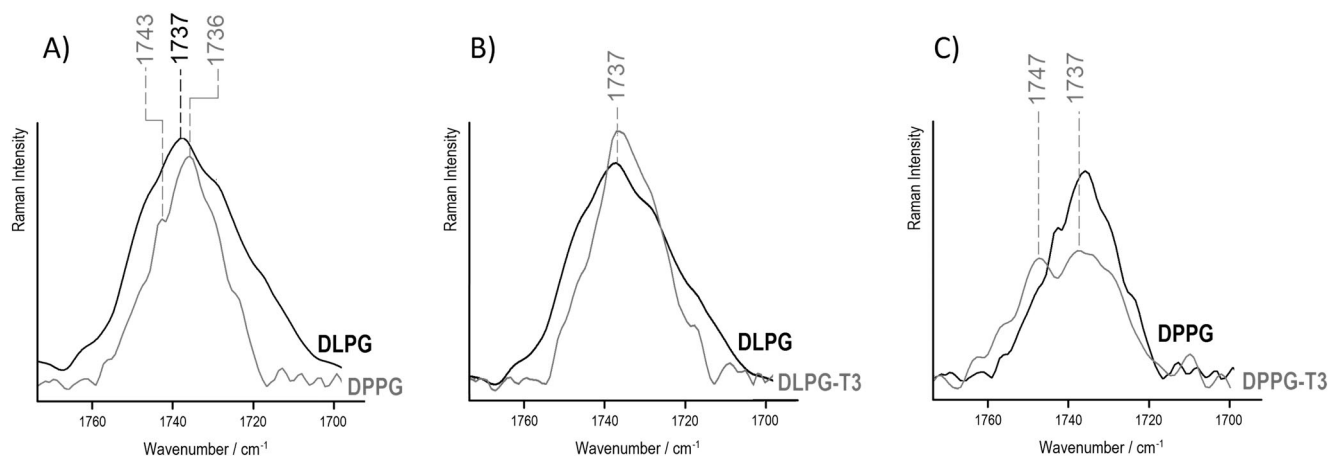 A)
1743
1737
1736
Raman Intensity
DLPG
DPPG
1760
1740
1720
1700
Wavenumber / cm⁻¹
B)
1737
Raman Intensity
DLPG
DLPG-T3
1760
1740
1720
1700
Wavenumber / cm⁻¹
C)
1747
1737
Raman Intensity
DPPG
DPPG-T3
1760
1740
1720
1700
Wavenumber / cm⁻¹